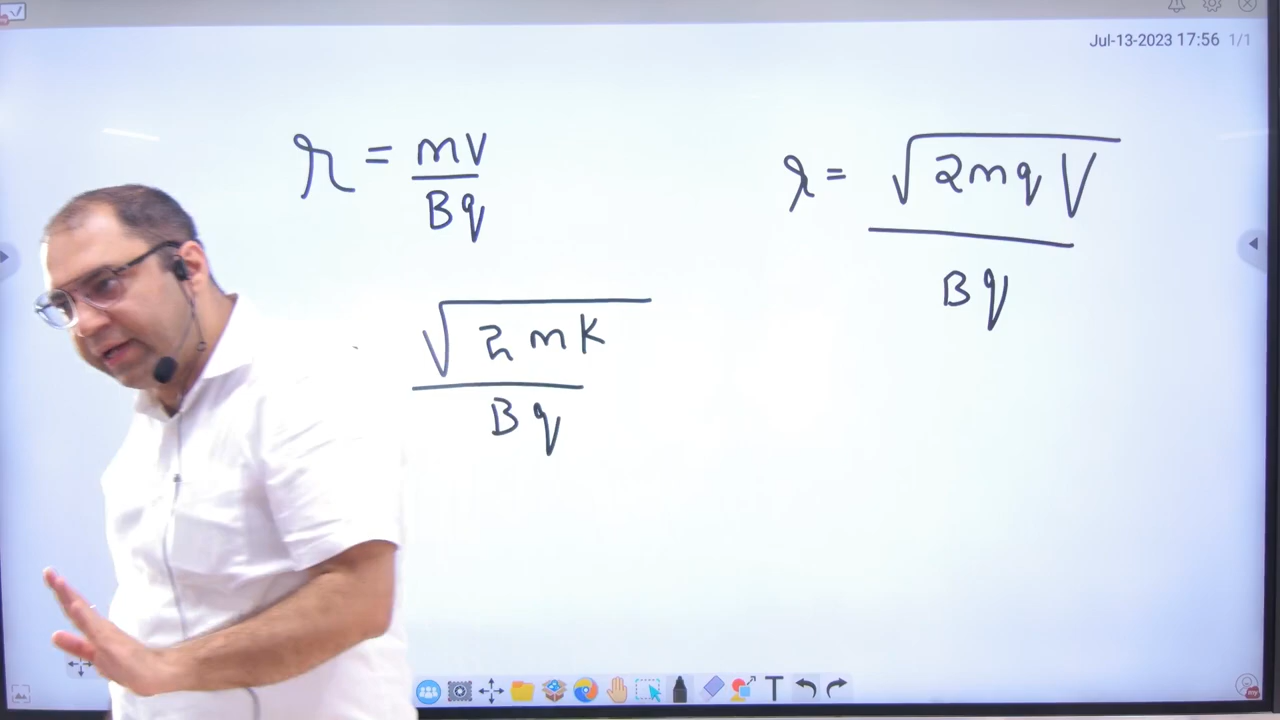 Jul-13-2023 17:56 1/1
r = mv / Bq
r = √2mqV / Bq
√2mK / Bq
T